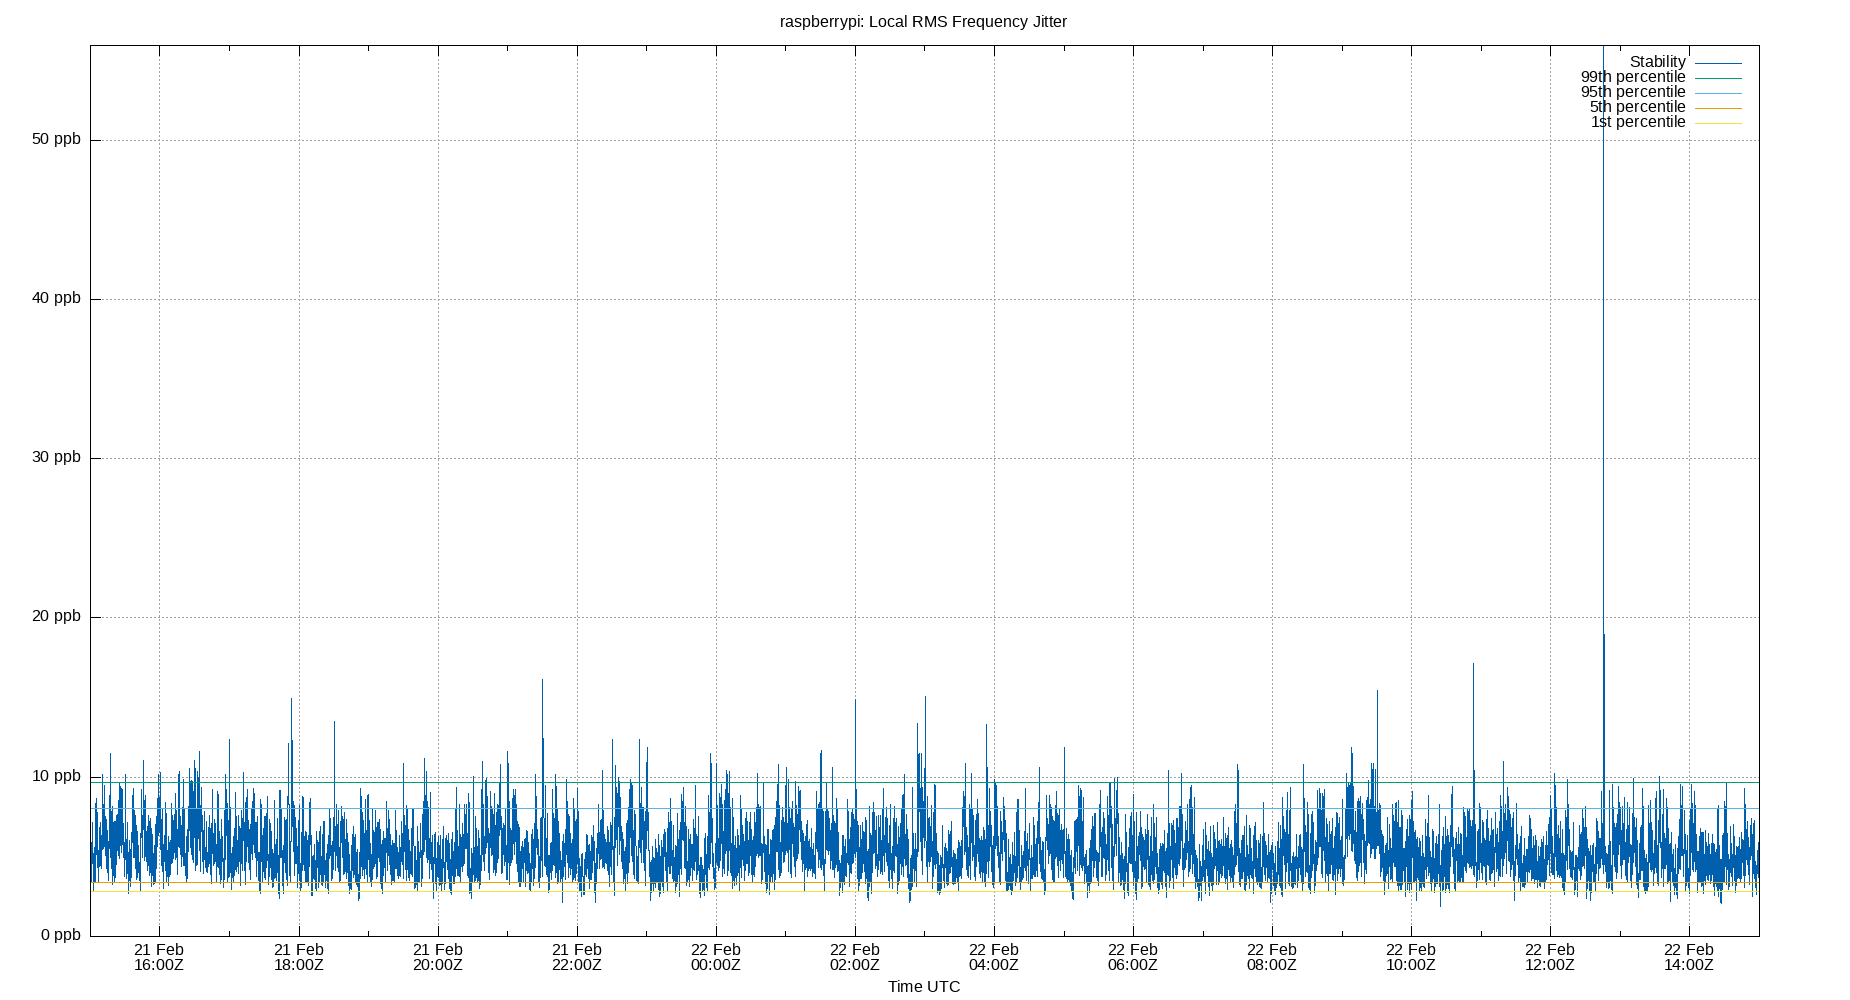 raspberrypi: Local RMS Frequency Jitter
Stability
99th percentile
95th percentile
5th percentile
1st percentile
50 ppb
40 ppb
30 ppb
20 ppb
10 ppb
0 ppb
21 Feb 21 Feb 21 Feb 21 Feb 22 Feb 22 Feb 22 Feb 22 Feb 22 Feb 22 Feb 22 Feb 22 Feb
16:00Z 18:00Z 20:00Z 22:00Z 00:00Z 02:00Z 04:00Z 06:00Z 08:00Z 10:00Z 12:00Z 14:00Z
Time UTC